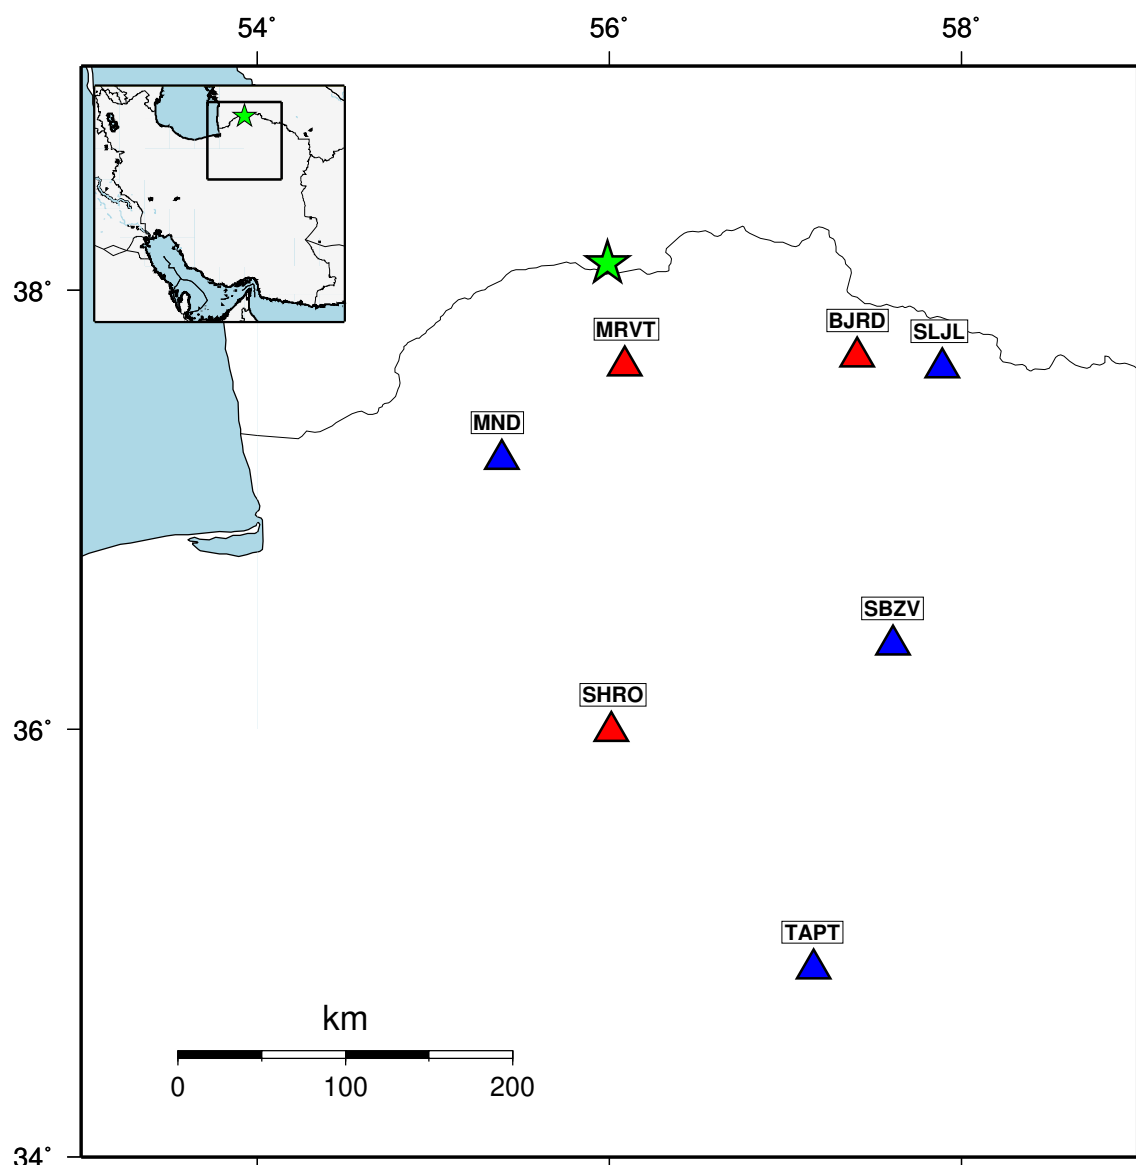 54˚ 56˚ 58˚
38˚
MRVT
BJRD
SLJL
MND
SBZV
SHRO
36˚
TAPT
km
0 100 200
34˚